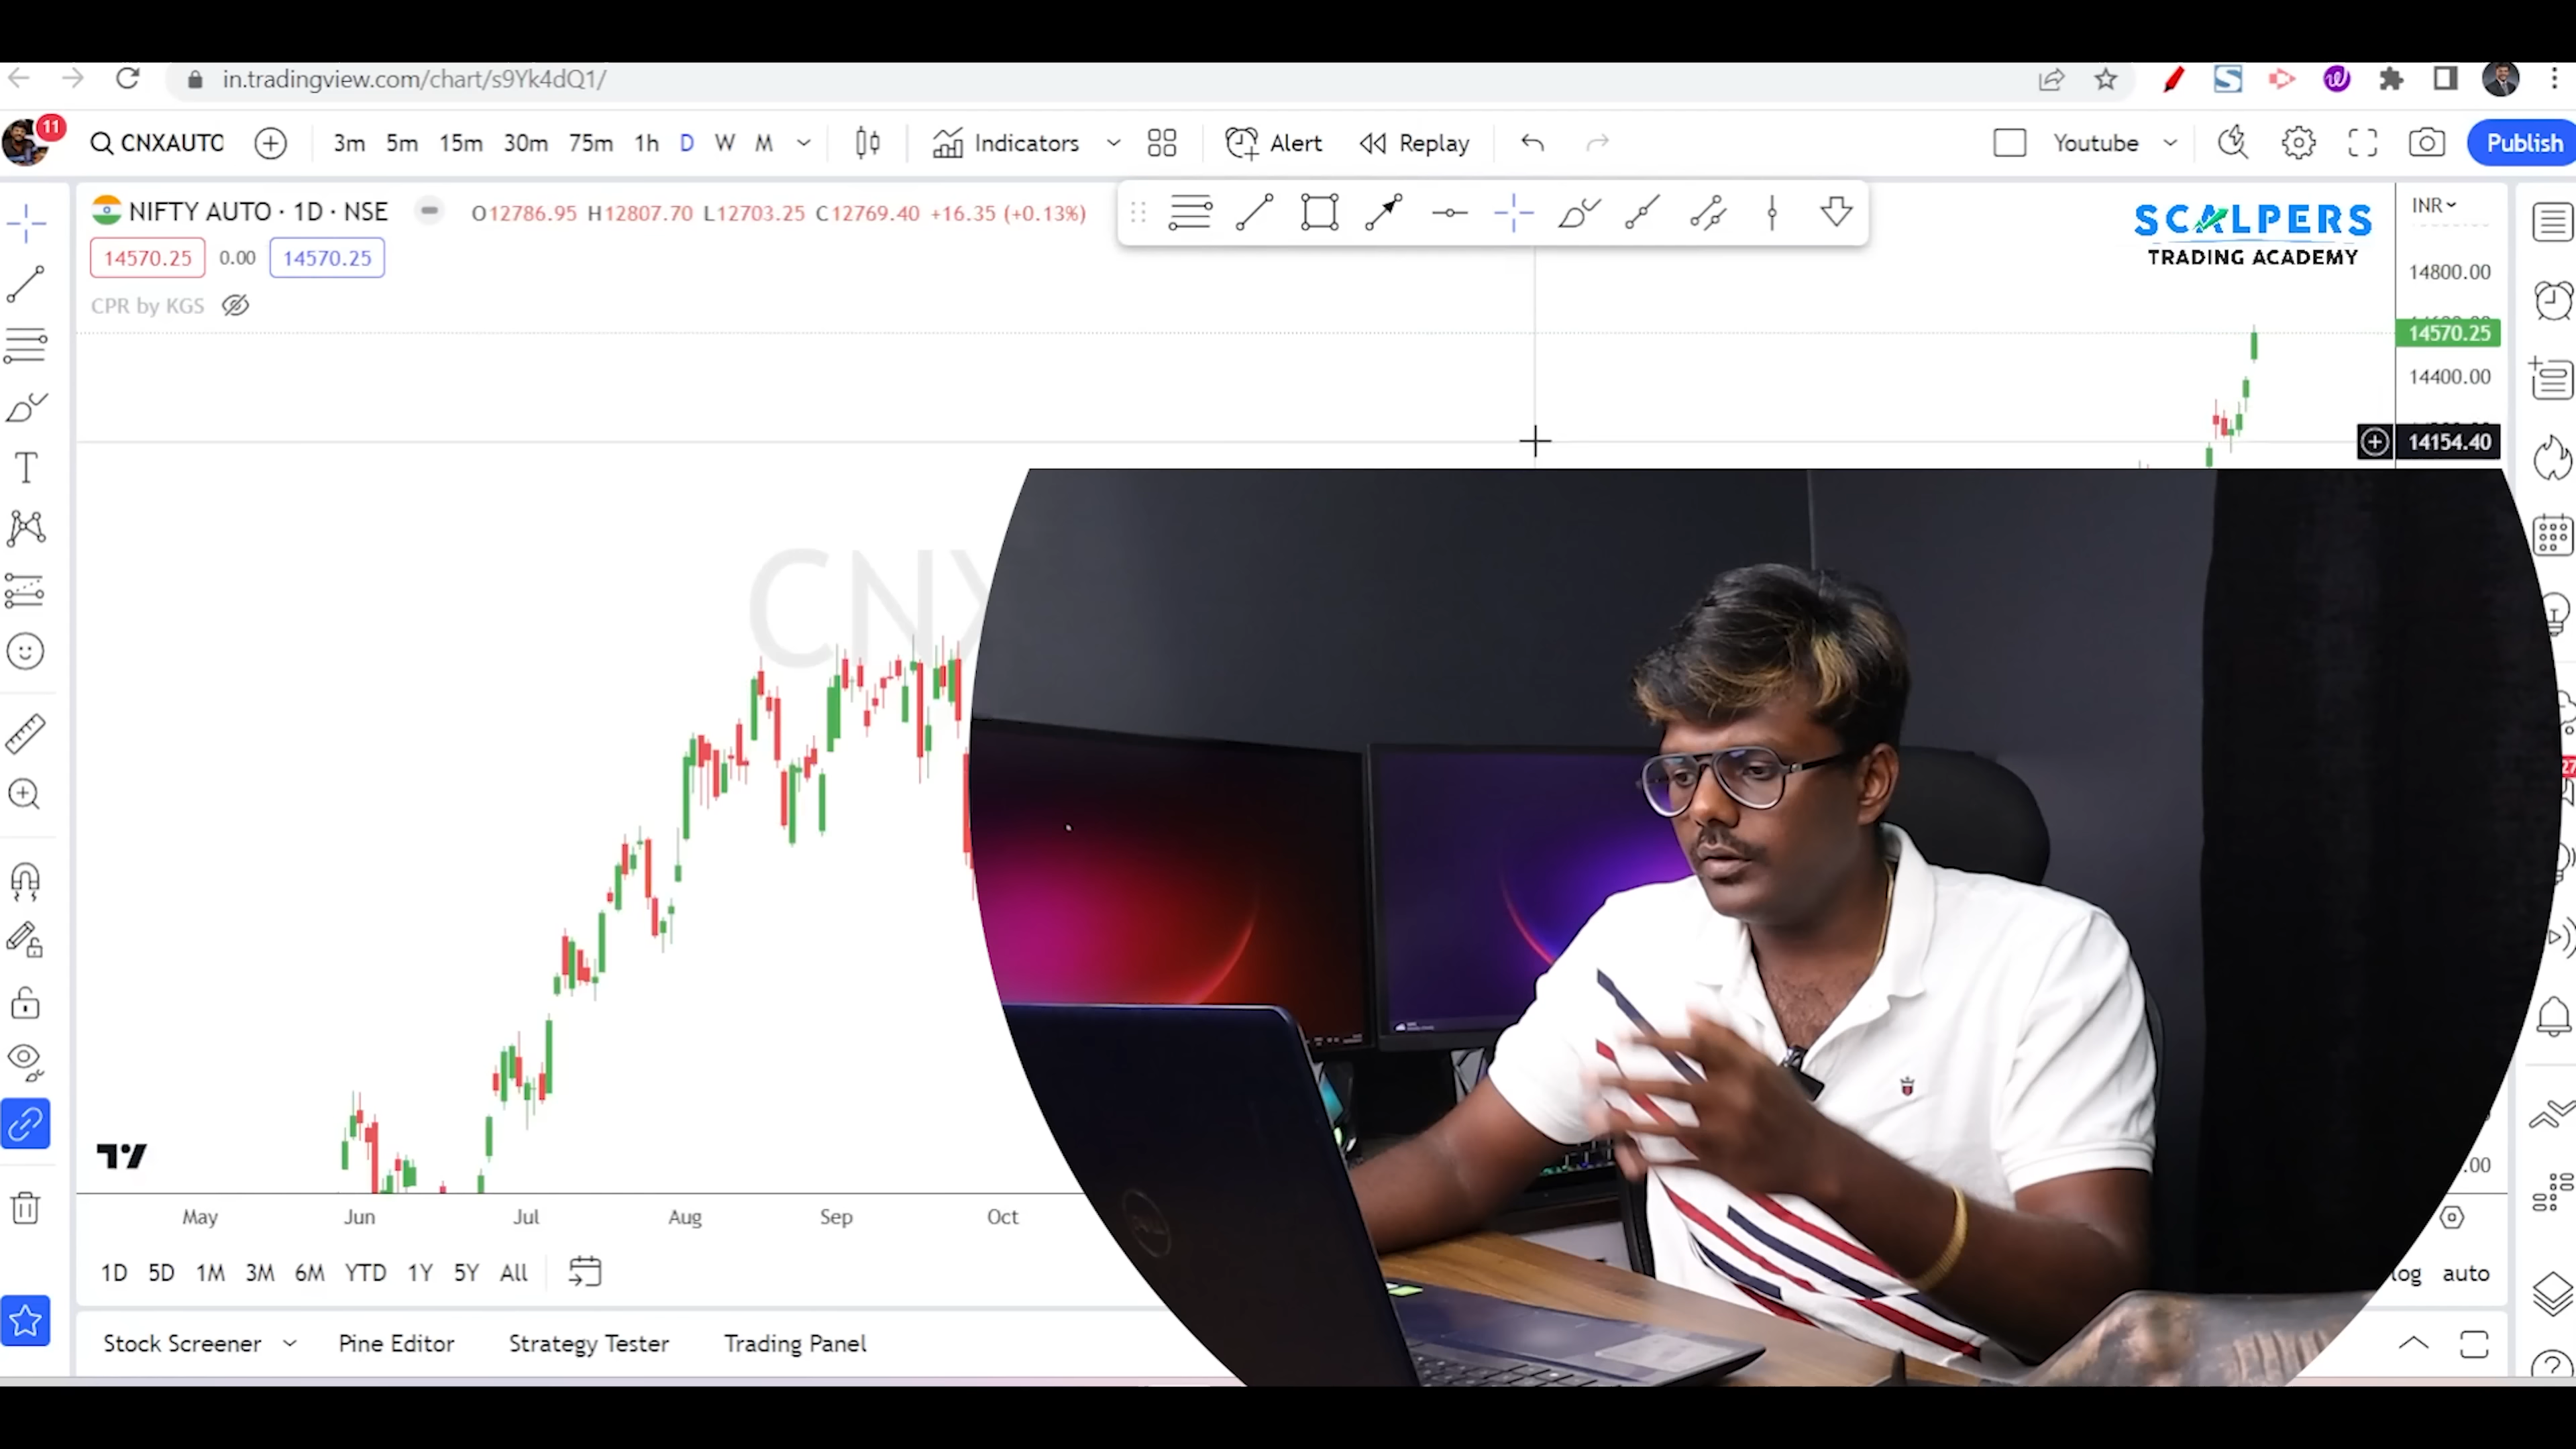 in.tradingview.com/chart/s9Yk4dQ1/
11 CNXAUTO 3m 5m 15m 30m 75m 1h D W M Indicators Alert Replay Youtube Publish
NIFTY AUTO · 1D · NSE O12786.95 H12807.70 L12703.25 C12769.40 +16.35 (+0.13%)
SCALPERS
TRADING ACADEMY
INR
14570.25 0.00 14570.25
14800.00
CPR by KGS
14570.25
14400.00
14154.40
CNX
27
.00
May Jun Jul Aug Sep Oct
1D 5D 1M 3M 6M YTD 1Y 5Y All
log auto
Stock Screener Pine Editor Strategy Tester Trading Panel